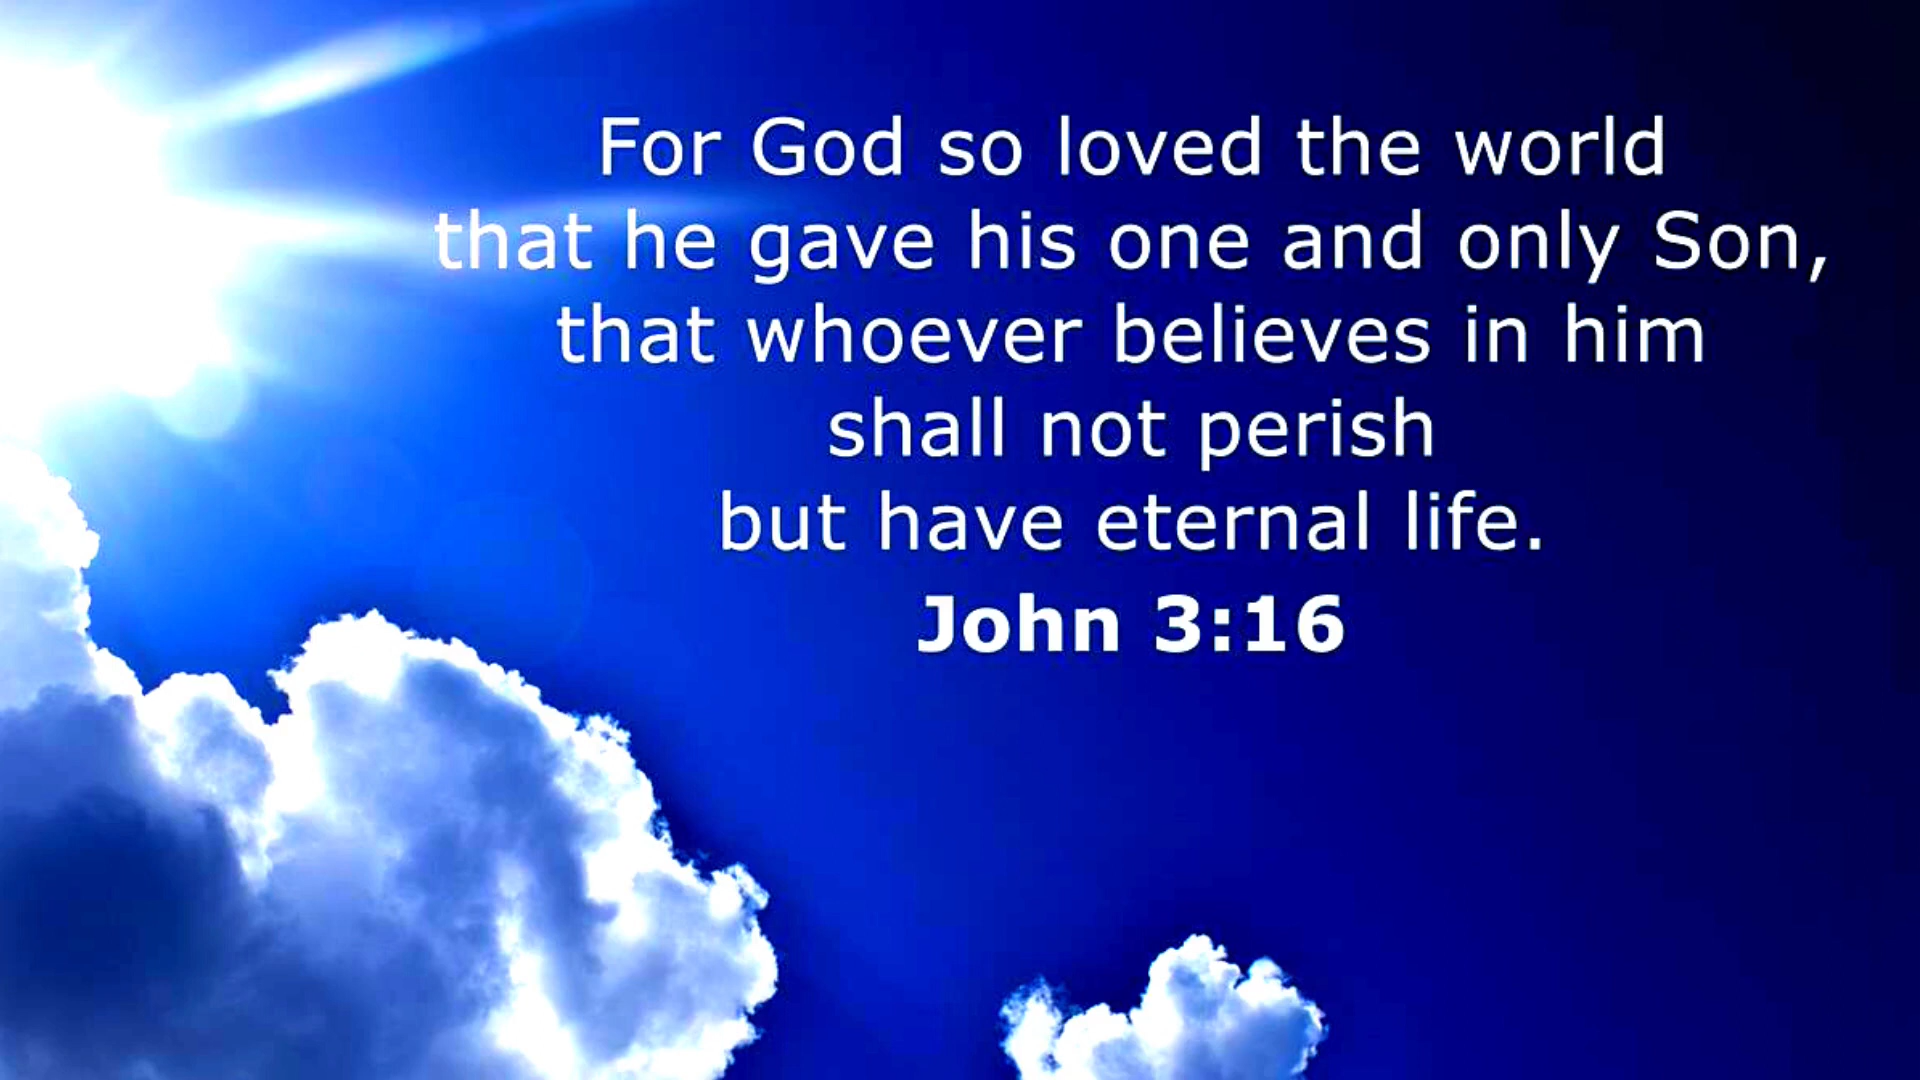 For God so loved the world
that he gave his one and only Son,
that whoever believes in him
shall not perish
but have eternal life.
John 3:16